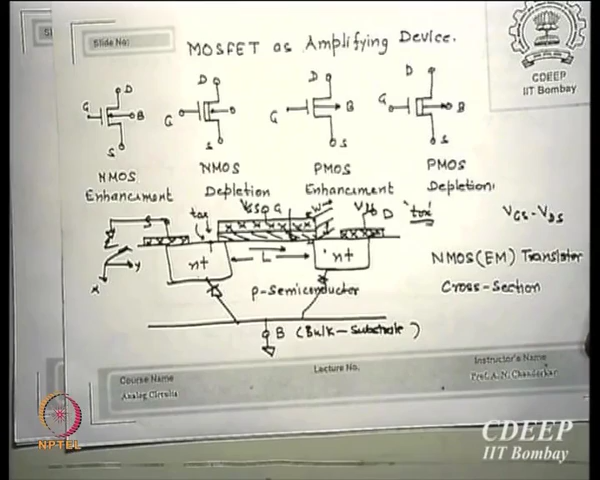 Slide No:
MOSFET as Amplifying Device.
CDEEP
IIT Bombay
D
G
B
S
D
G
S
D
G
B
S
D
G
B
S
NMOS
Enhancement
NMOS
Depletion
PMOS
Enhancement
PMOS
Depletion
S
tox
G
W
D
'tox'
VGS-VDS
n+
L
n+
NMOS(EM) Transistor
Cross-Section
x
y
p-Semiconductor
B (Bulk-Substrate)
Course Name
Analog Circuits
Lecture No.
Instructor's Name
Prof. A. N. Chandorkar
NPTEL
CDEEP
IIT Bombay